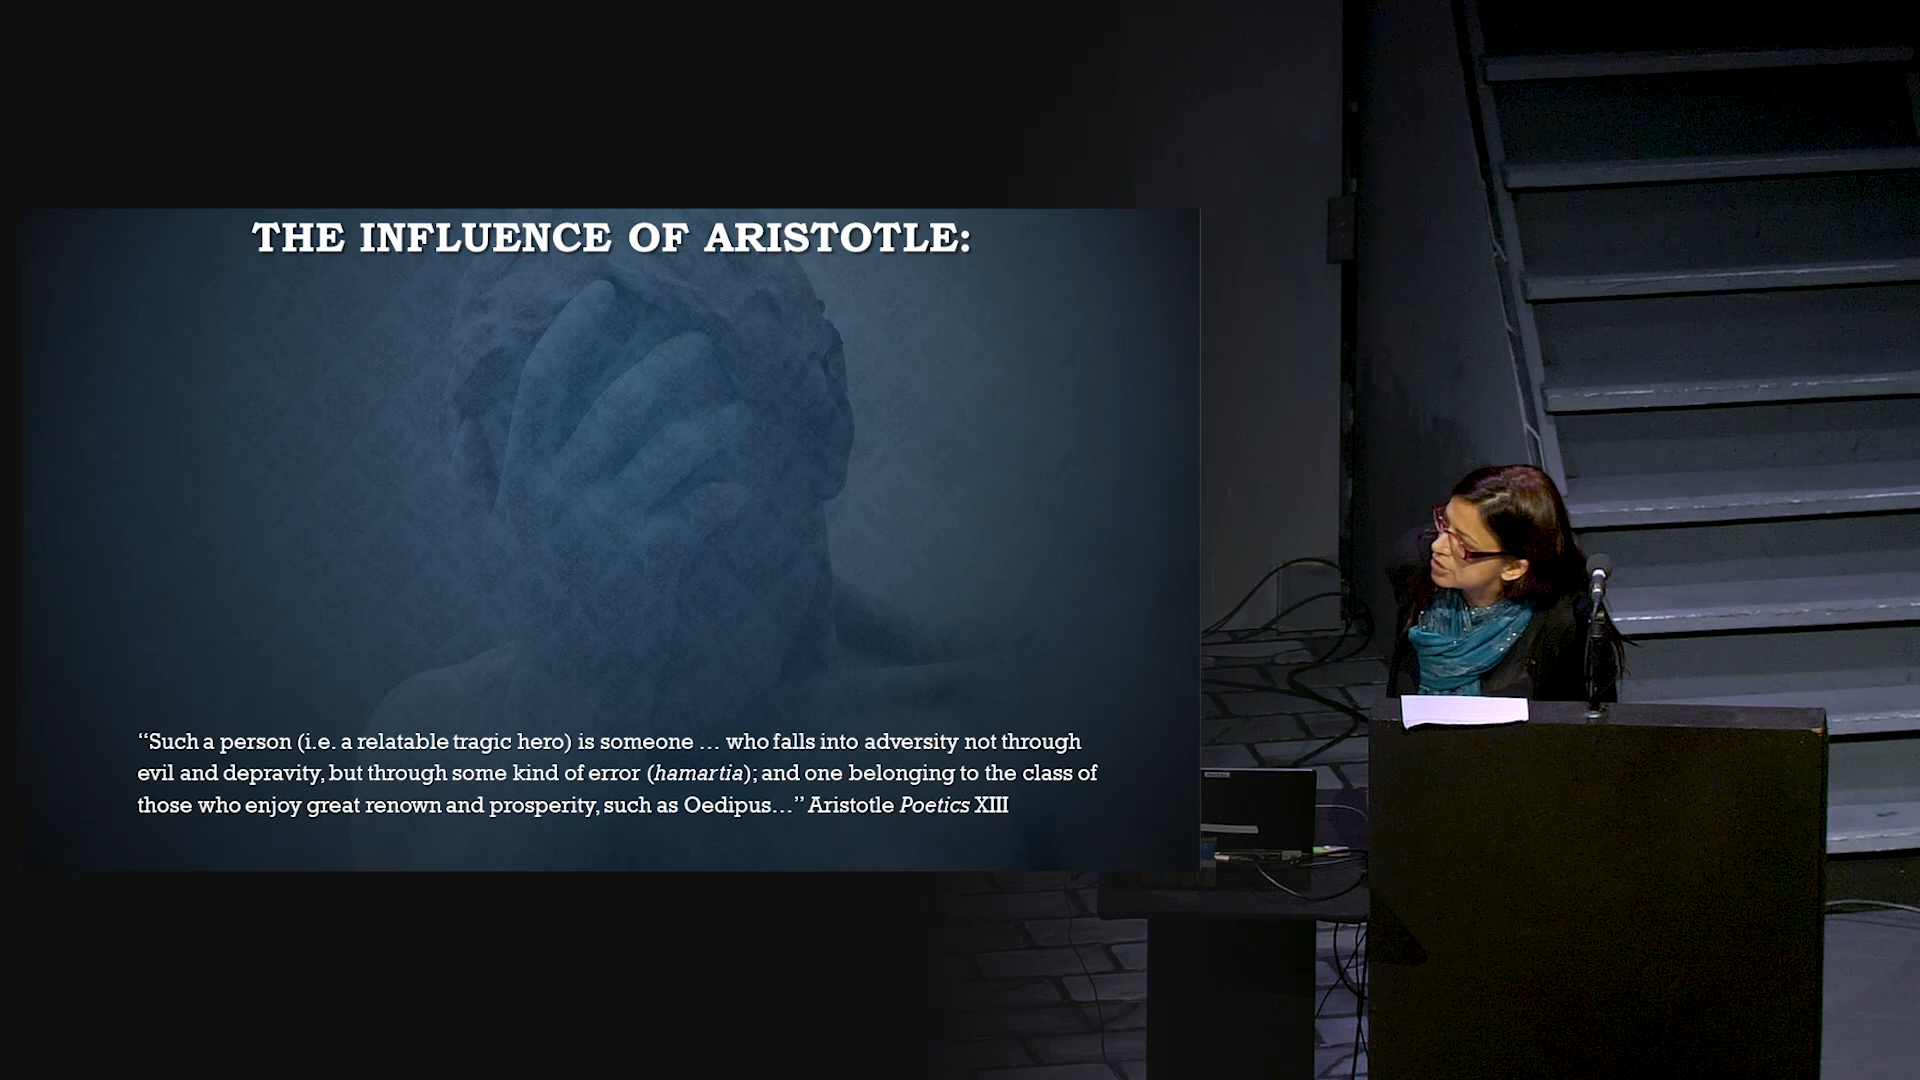 THE INFLUENCE OF ARISTOTLE:
“Such a person (i.e. a relatable tragic hero) is someone … who falls into adversity not through
evil and depravity, but through some kind of error (hamartia); and one belonging to the class of
those who enjoy great renown and prosperity, such as Oedipus…” Aristotle Poetics XIII